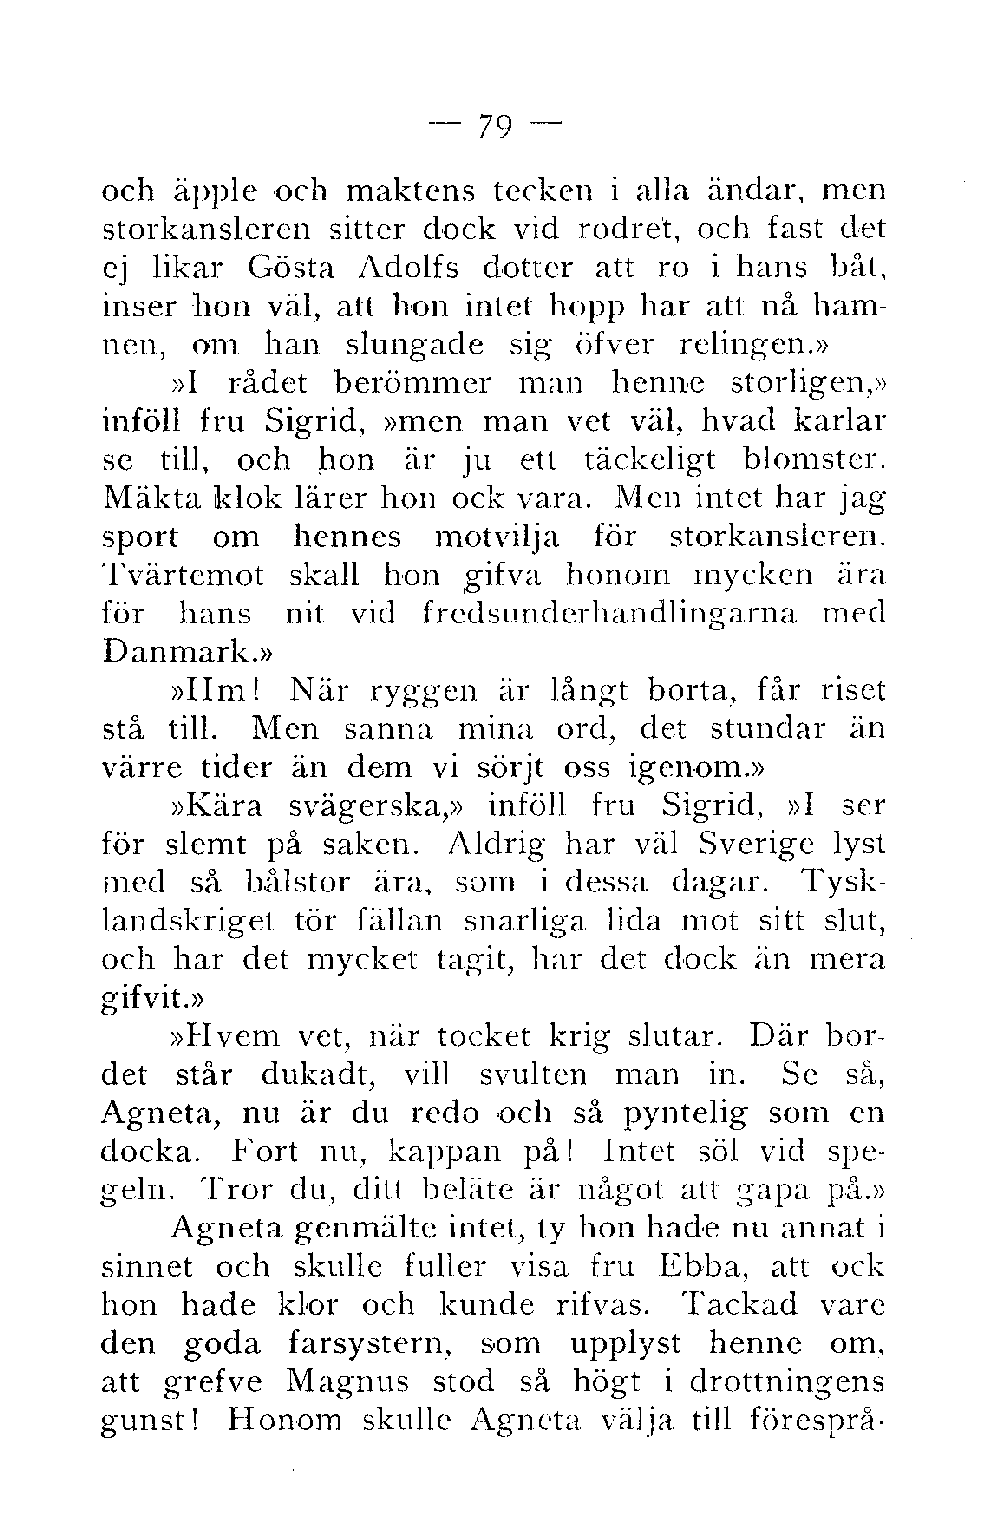 — 79 —
och äpple och maktens tecken i alla ändar, men
storkansleren sitter dock vid rodret, och fast det
ej likar Gösta Adolfs dotter att ro i hans båt,
inser hon väl, att hon intet hopp har att nå ham-
nen, om han slungade sig öfver relingen.»
»I rådet berömmer man henne storligen,»
inföll fru Sigrid, »men man vet väl, hvad karlar
se till, och hon är ju ett täckeligt blomster.
Mäkta klok lärer hon ock vara. Men intet har jag
sport om hennes motvilja för storkansleren.
Tvärtemot skall hon gifva honom mycken ära
för hans nit vid fredsunderhandlingarna med
Danmark.»
»Hm! När ryggen är långt borta, får riset
stå till. Men sanna mina ord, det stundar än
värre tider än dem vi sörjt oss igenom.»
»Kära svägerska,» inföll fru Sigrid, »I ser
för slemt på saken. Aldrig har väl Sverige lyst
med så bålstor ära, som i dessa dagar. Tysk-
landskriget tör fällan snarliga lida mot sitt slut,
och har det mycket tagit, har det dock än mera
gifvit.»
»Hvem vet, när tocket krig slutar. Där bor-
det står dukadt, vill svulten man in. Se så,
Agneta, nu är du redo och så pyntelig som en
docka. Fort nu, kappan på! Intet söl vid spe-
geln. Tror du, ditt beläte är något att gapa på.»
Agneta genmälte intet, ty hon hade nu annat i
sinnet och skulle fuller visa fru Ebba, att ock
hon hade klor och kunde rifvas. Tackad vare
den goda farsystern, som upplyst henne om,
att grefve Magnus stod så högt i drottningens
gunst! Honom skulle Agneta välja till förespr­å-